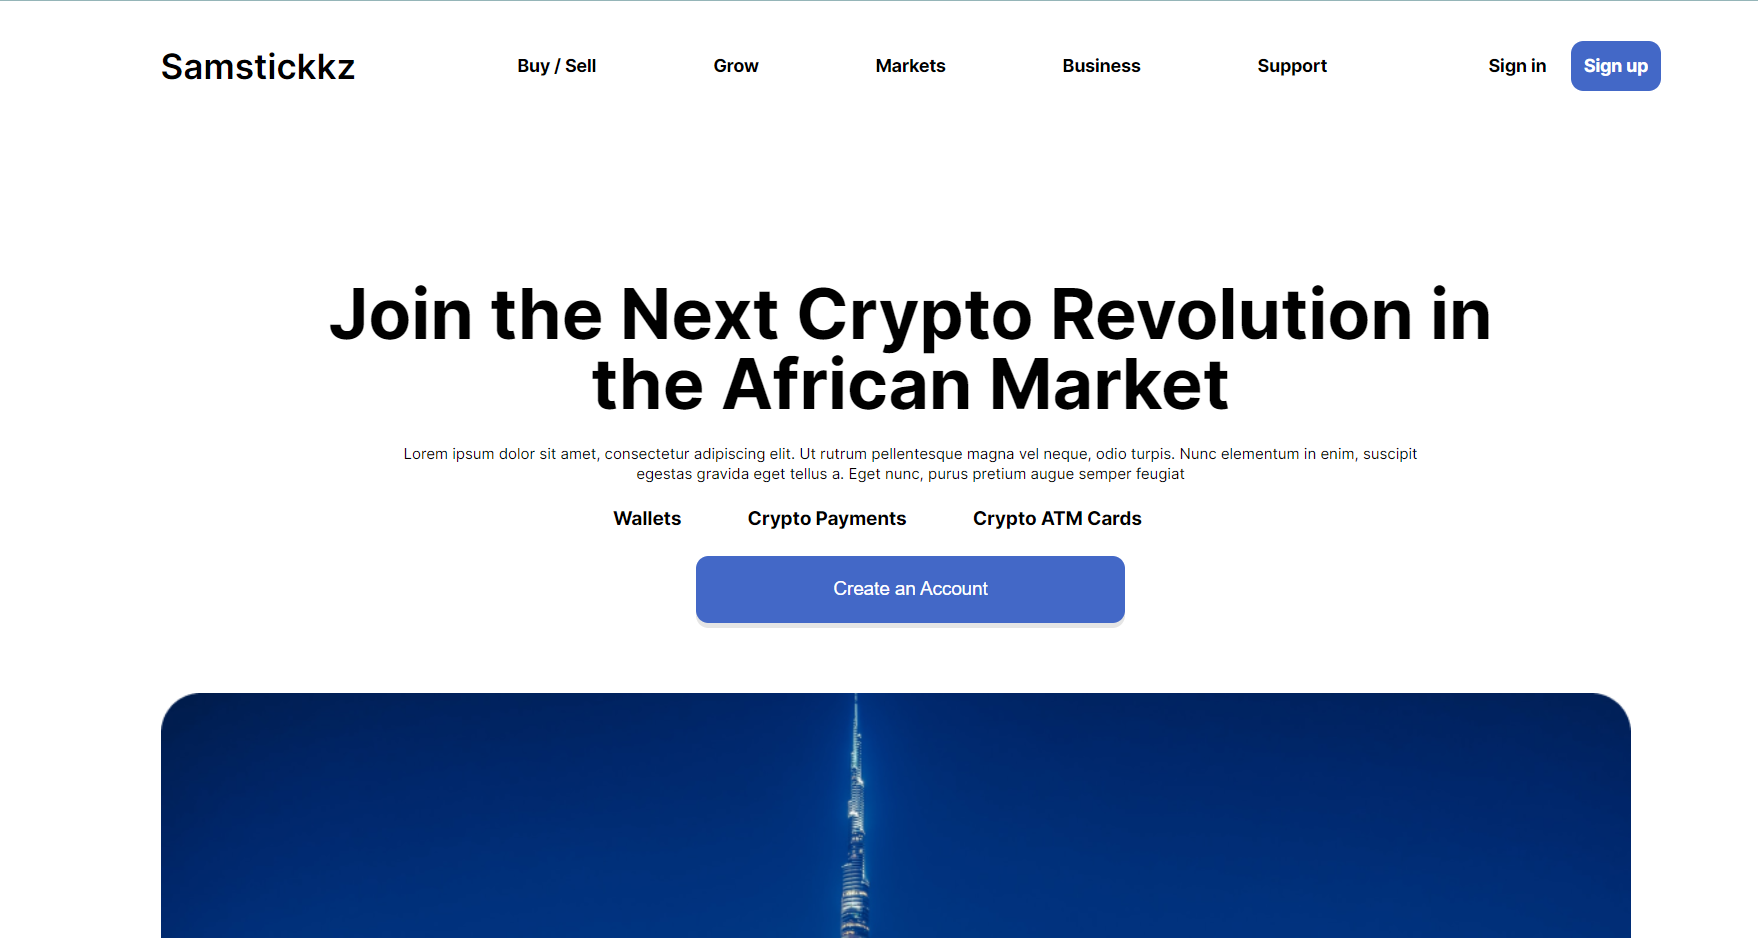 Samstickkz Buy / Sell Grow Markets Business Support Sign in Sign up
Join the Next Crypto Revolution in
the African Market
Lorem ipsum dolor sit amet, consectetur adipiscing elit. Ut rutrum pellentesque magna vel neque, odio turpis. Nunc elementum in enim, suscipit
egestas gravida eget tellus a. Eget nunc, purus pretium augue semper feugiat
Wallets Crypto Payments Crypto ATM Cards
Create an Account